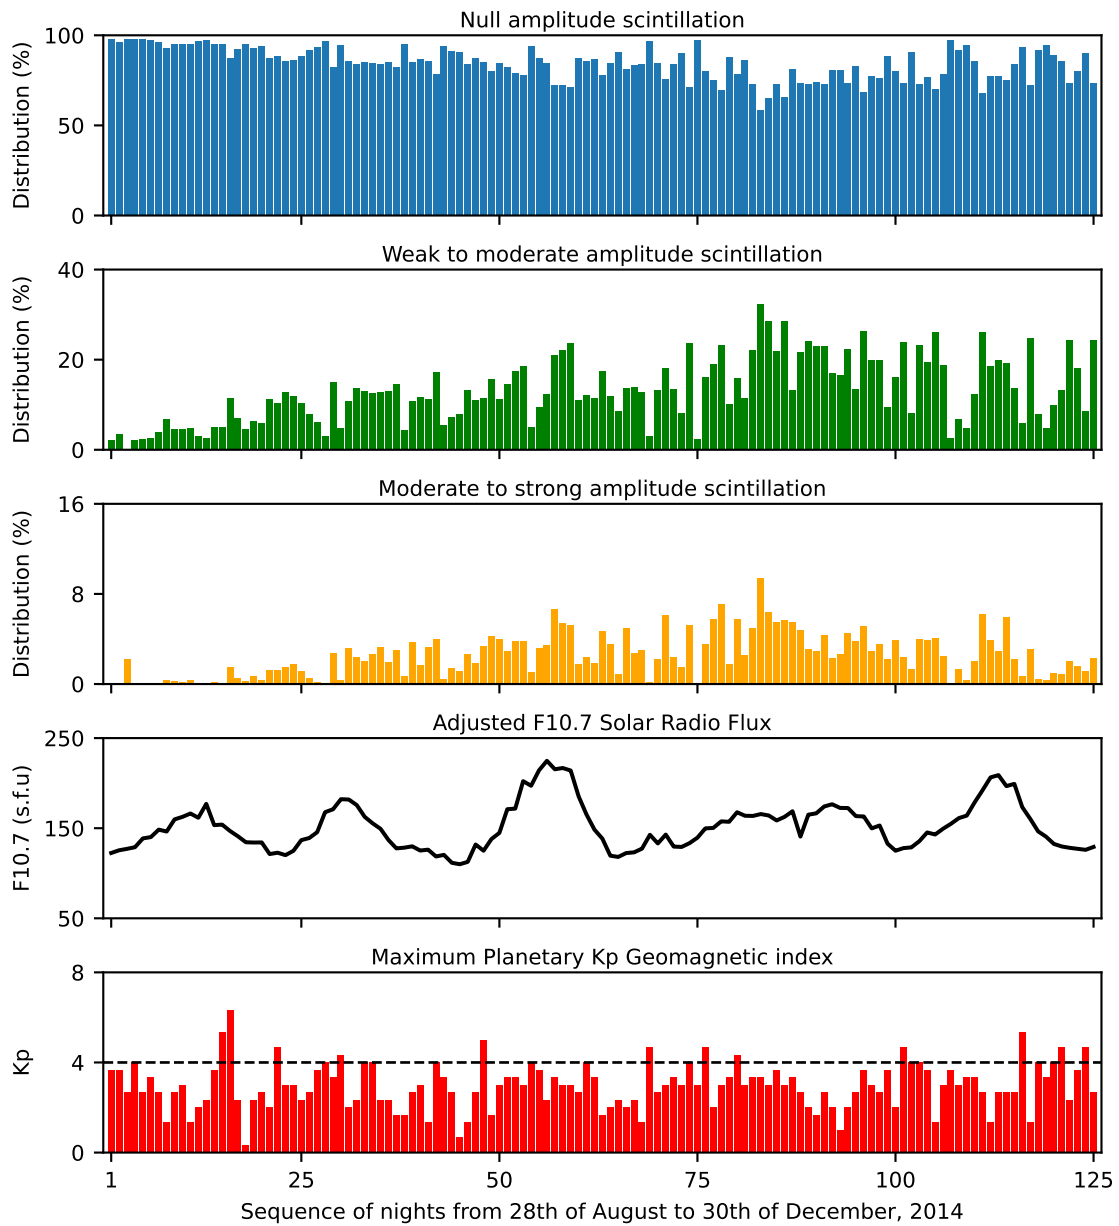 Null amplitude scintillation
Distribution (%)
100
50
0
Weak to moderate amplitude scintillation
Distribution (%)
40
20
0
Moderate to strong amplitude scintillation
Distribution (%)
16
8
0
Adjusted F10.7 Solar Radio Flux
F10.7 (s.f.u)
250
150
50
Maximum Planetary Kp Geomagnetic index
Kp
8
4
0
1 25 50 75 100 125
Sequence of nights from 28th of August to 30th of December, 2014